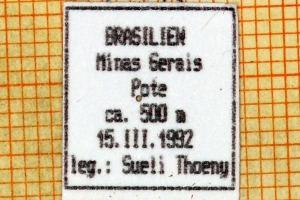 BRASILIEN
Minas Gerais
Pote
ca. 500 m
15.III.1992
leg.: Sueli Thoeny